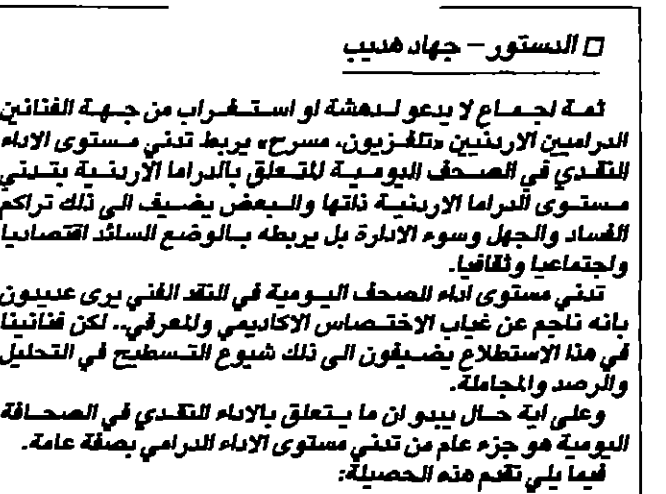 □ الدستور – جهاد هديب
ثمة اجماع لا يدعو لدهشة او استغراب من جهة الفنانين
الدراميين الاردنيين «تلفزيون، مسرح» يربط تدني مستوى الاداء
النقدي في الصحف اليومية المتعلق بالدراما الأردنية بتدني
مستوى الدراما الاردنية ذاتها والبعض يضيف الى ذلك تراكم
الفساد والجهل وسوء الادارة بل يربطه بالوضع السائد اقتصاديا
واجتماعيا وثقافيا.
تدني مستوى اداء الصحف اليومية في النقد الفني يرى عديدون
بانه ناجم عن غياب الاختصاص الاكاديمي والمعرفي.. لكن فنانينا
في هذا الاستطلاع يضيفون الى ذلك شيوع التسطيح في التحليل
والرصد والمجاملة.
وعلى اية حال يبدو ان ما يتعلق بالاداء النقدي في الصحافة
اليومية هو جزء عام من تدني مستوى الاداء الدرامي بصفة عامة.
فيما يلي تقدم هذه الحصيلة: